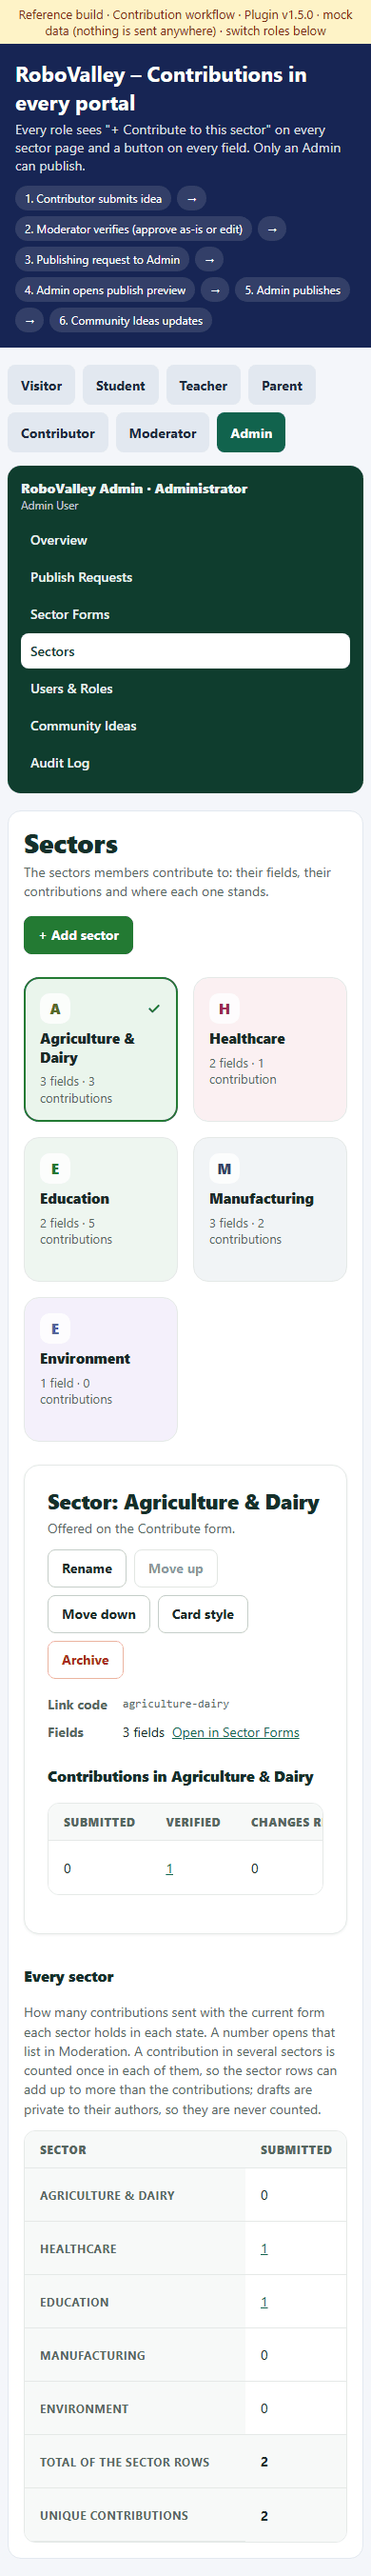 Reference build · Contribution workflow · Plugin v1.5.0 · mock
data (nothing is sent anywhere) · switch roles below
RoboValley — Contributions in
every portal
Every role sees "+ Contribute to this sector" on every
sector page and a button on every field. Only an Admin
can publish.
1. Contributor submits idea →
2. Moderator verifies (approve as-is or edit) →
3. Publishing request to Admin →
4. Admin opens publish preview → 5. Admin publishes
→ 6. Community Ideas updates
Visitor Student Teacher Parent
Contributor Moderator Admin
RoboValley Admin · Administrator
Admin User
Overview
Publish Requests
Sector Forms
Sectors
Users & Roles
Community Ideas
Audit Log
Sectors
The sectors members contribute to: their fields, their
contributions and where each one stands.
+ Add sector
A ✓
Agriculture &
Dairy
3 fields · 3
contributions
H
Healthcare
2 fields · 1
contribution
E
Education
2 fields · 5
contributions
M
Manufacturing
3 fields · 2
contributions
E
Environment
1 field · 0
contributions
Sector: Agriculture & Dairy
Offered on the Contribute form.
Rename Move up
Move down Card style
Archive
Link code agriculture-dairy
Fields 3 fields Open in Sector Forms
Contributions in Agriculture & Dairy
SUBMITTED VERIFIED CHANGES
0 1 0
Every sector
How many contributions sent with the current form
each sector holds in each state. A number opens that
list in Moderation. A contribution in several sectors is
counted once in each of them, so the sector rows can
add up to more than the contributions; drafts are
private to their authors, so they are never counted.
SECTOR SUBMITTED
AGRICULTURE & DAIRY 0
HEALTHCARE 1
EDUCATION 1
MANUFACTURING 0
ENVIRONMENT 0
TOTAL OF THE SECTOR ROWS 2
UNIQUE CONTRIBUTIONS 2